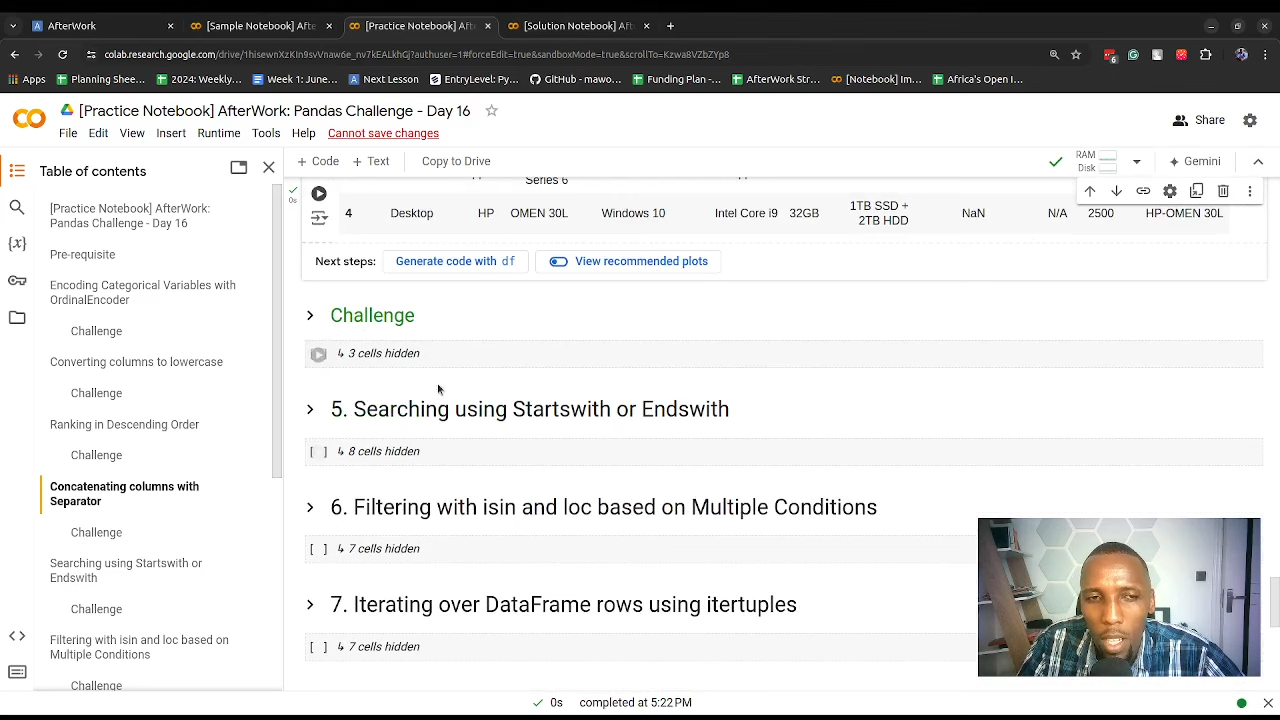 AfterWork
[Sample Notebook] Afte
[Practice Notebook] Aft
[Solution Notebook] Aft
colab.research.google.com/drive/1hisewnXzKIn9svVnaw6e_nv7kEALkhGj?authuser=1#forceEdit=true&sandboxMode=true&scrollTo=Kzwa8VZbZYp8
6
Apps
Planning Shee...
2024: Weekly...
Week 1: June...
Next Lesson
EntryLevel: Py...
GitHub - mawo...
Funding Plan -...
AfterWork Str...
[Notebook] Im...
Africa's Open I...
[Practice Notebook] AfterWork: Pandas Challenge - Day 16
Share
File Edit View Insert Runtime Tools Help Cannot save changes
Table of contents
+ Code + Text Copy to Drive
RAM
Disk
Gemini
[Practice Notebook] AfterWork:
Pandas Challenge - Day 16
Pre-requisite
Encoding Categorical Variables with
OrdinalEncoder
Challenge
Converting columns to lowercase
Challenge
Ranking in Descending Order
Challenge
Concatenating columns with
Separator
Challenge
Searching using Startswith or
Endswith
Challenge
Filtering with isin and loc based on
Multiple Conditions
Challenge
Series 6
0s
4 Desktop HP OMEN 30L Windows 10 Intel Core i9 32GB 1TB SSD +
2TB HDD NaN N/A 2500 HP-OMEN 30L
Next steps: Generate code with df View recommended plots
Challenge
↳ 3 cells hidden
5. Searching using Startswith or Endswith
[ ] ↳ 8 cells hidden
6. Filtering with isin and loc based on Multiple Conditions
[ ] ↳ 7 cells hidden
7. Iterating over DataFrame rows using itertuples
[ ] ↳ 7 cells hidden
0s completed at 5:22 PM